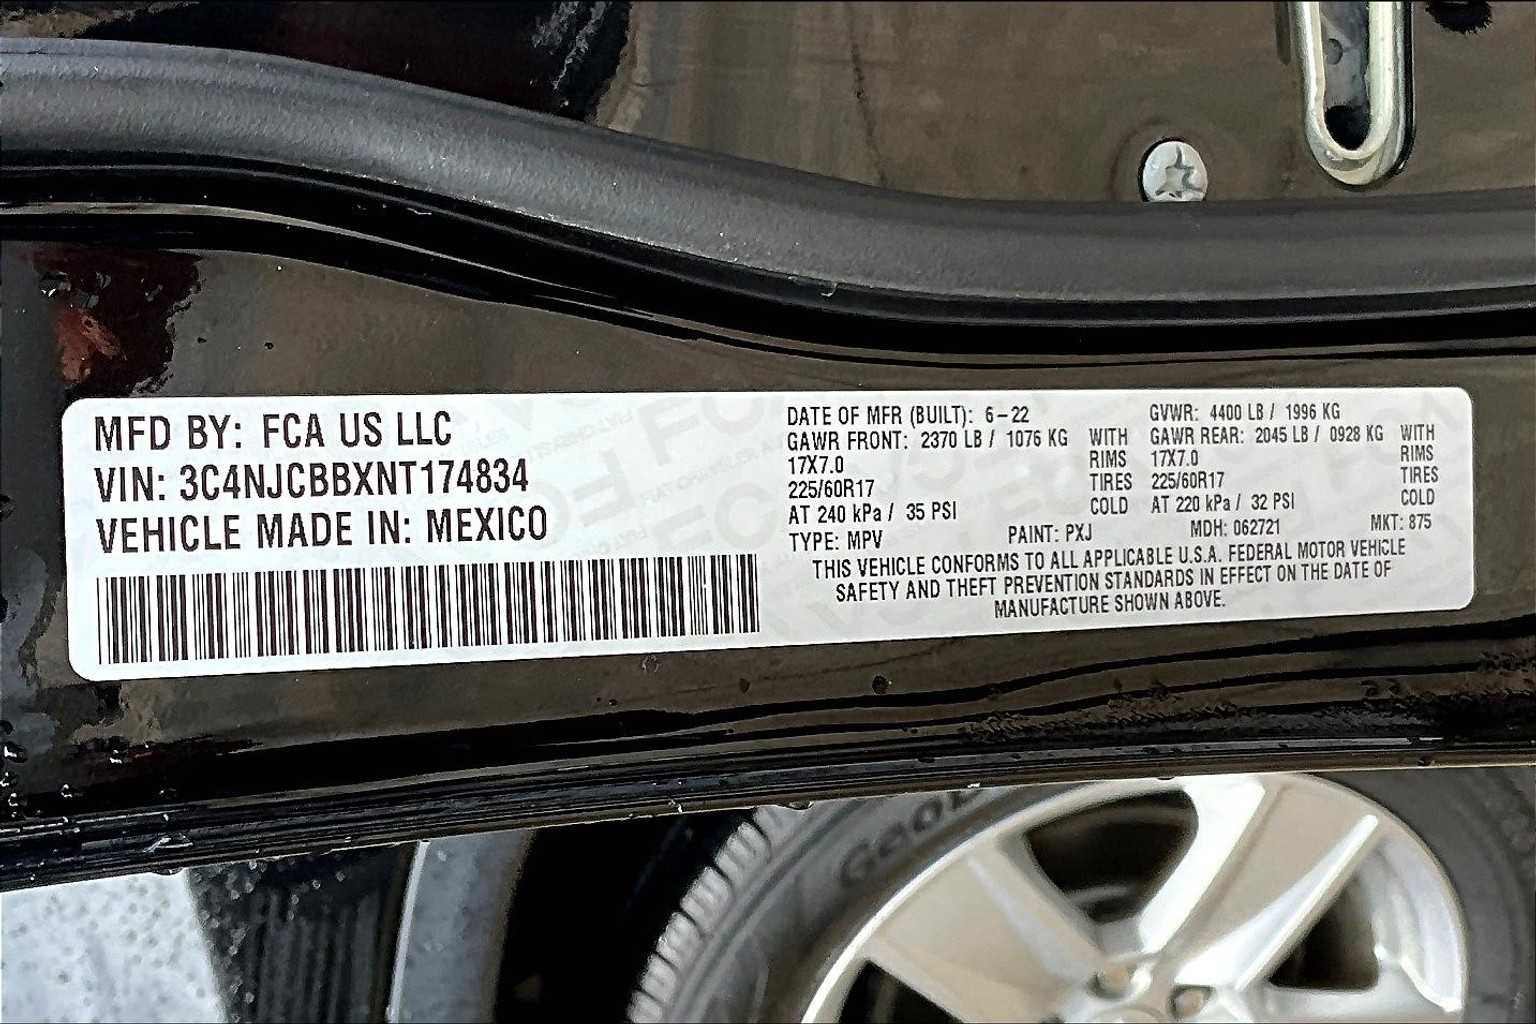 MFD BY: FCA US LLC
VIN: 3C4NJCBBXNT174834
VEHICLE MADE IN: MEXICO
DATE OF MFR (BUILT): 6-22
GVWR: 4400 LB / 1996 KG
GAWR FRONT: 2370 LB / 1076 KG WITH
17X7.0 RIMS
225/60R17 TIRES
AT 240 kPa / 35 PSI COLD
GAWR REAR: 2045 LB / 0928 KG WITH
17X7.0 RIMS
225/60R17 TIRES
AT 220 kPa / 32 PSI COLD
TYPE: MPV PAINT: PXJ MDH: 062721 MKT: 875
THIS VEHICLE CONFORMS TO ALL APPLICABLE U.S.A. FEDERAL MOTOR VEHICLE
SAFETY AND THEFT PREVENTION STANDARDS IN EFFECT ON THE DATE OF
MANUFACTURE SHOWN ABOVE.